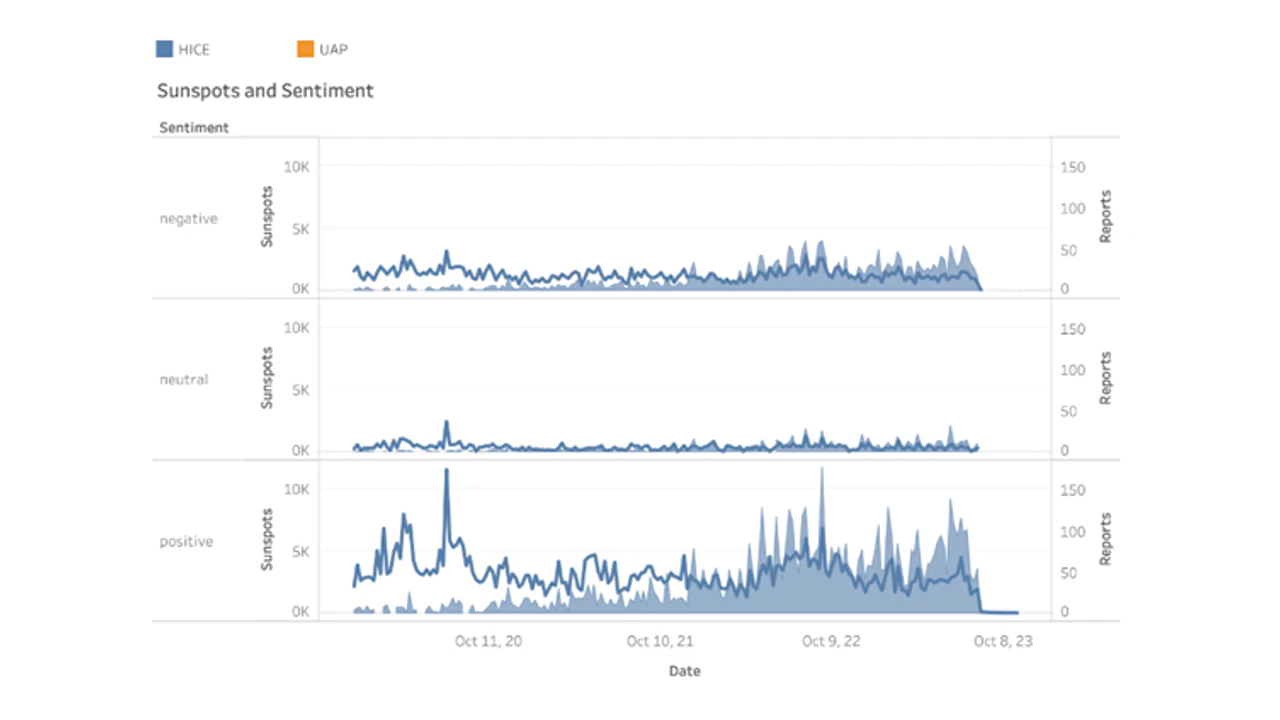 HICE UAP
Sunspots and Sentiment
Sentiment
negative
Sunspots
10K
5K
0K
150
100
50
0
Reports
neutral
Sunspots
10K
5K
0K
150
100
50
0
Reports
positive
Sunspots
10K
5K
0K
150
100
50
0
Reports
Oct 11, 20 Oct 10, 21 Oct 9, 22 Oct 8, 23
Date